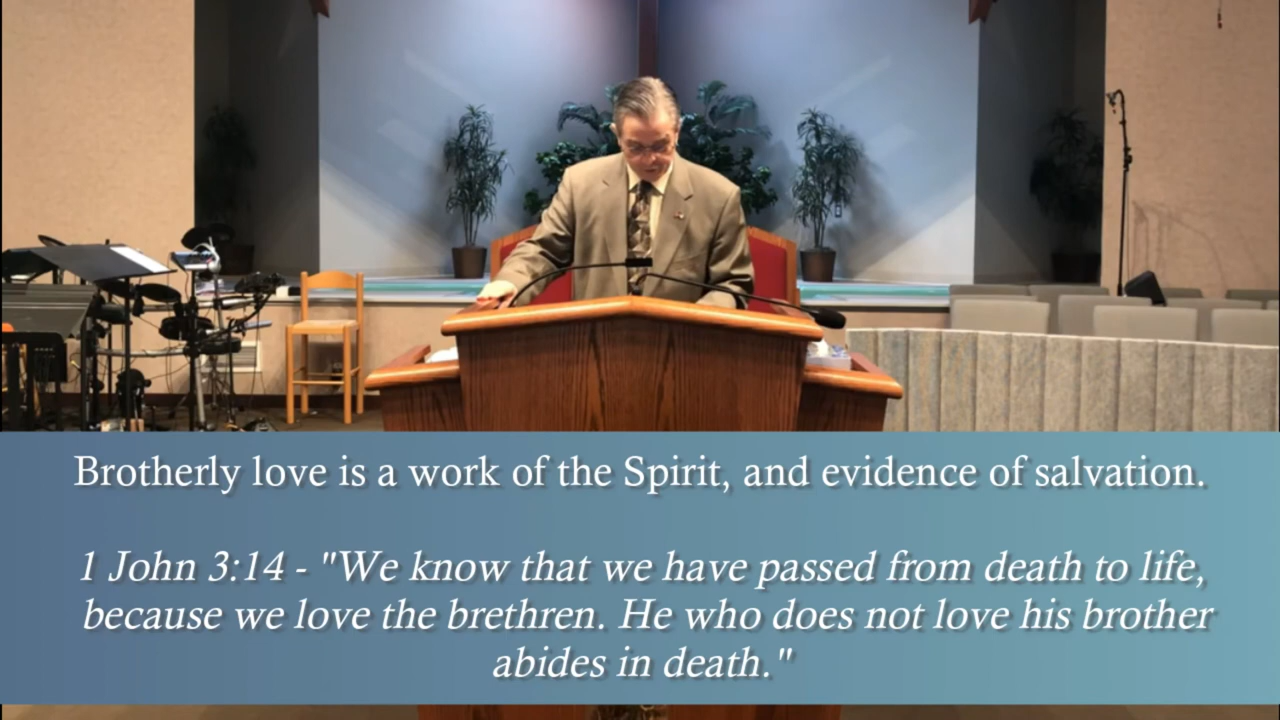 Brotherly love is a work of the Spirit, and evidence of salvation.
1 John 3:14 - "We know that we have passed from death to life,
because we love the brethren. He who does not love his brother
abides in death."